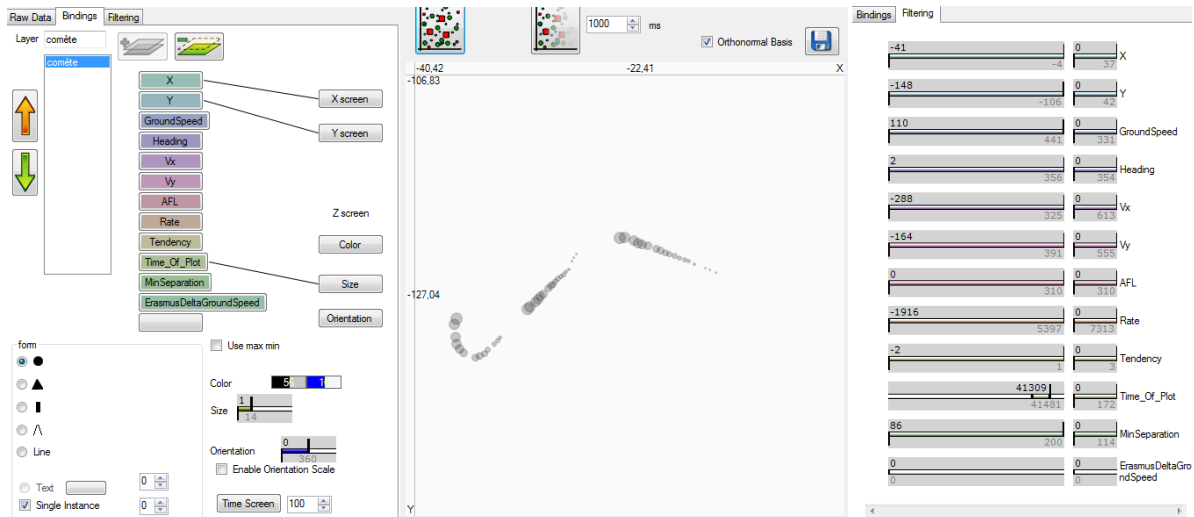 Raw Data Bindings Filtering
Layer comète
comète
X
Y
GroundSpeed
Heading
Vx
Vy
AFL
Rate
Tendency
Time_Of_Plot
MinSeparation
ErasmusDeltaGroundSpeed
X screen
Y screen
Z screen
Color
Size
Orientation
form
Line
Text 0
Single Instance 0
Use max min
Color
Size 1
14
Orientation 0
360
Enable Orientation Scale
Time Screen 100
1000 ms
Orthonormal Basis
-40,42 -22,41 X
-106,83
-127,04
Y
Bindings Filtering
-41 0 X
-4 37
-148 0 Y
-106 42
110 0 GroundSpeed
441 331
2 0 Heading
356 354
-288 0 Vx
325 613
-164 0 Vy
391 555
0 0 AFL
310 310
-1916 0 Rate
5397 7313
-2 0 Tendency
1 3
41309 0 Time_Of_Plot
41481 172
86 0 MinSeparation
200 114
0 0 ErasmusDeltaGro
0 0 ndSpeed